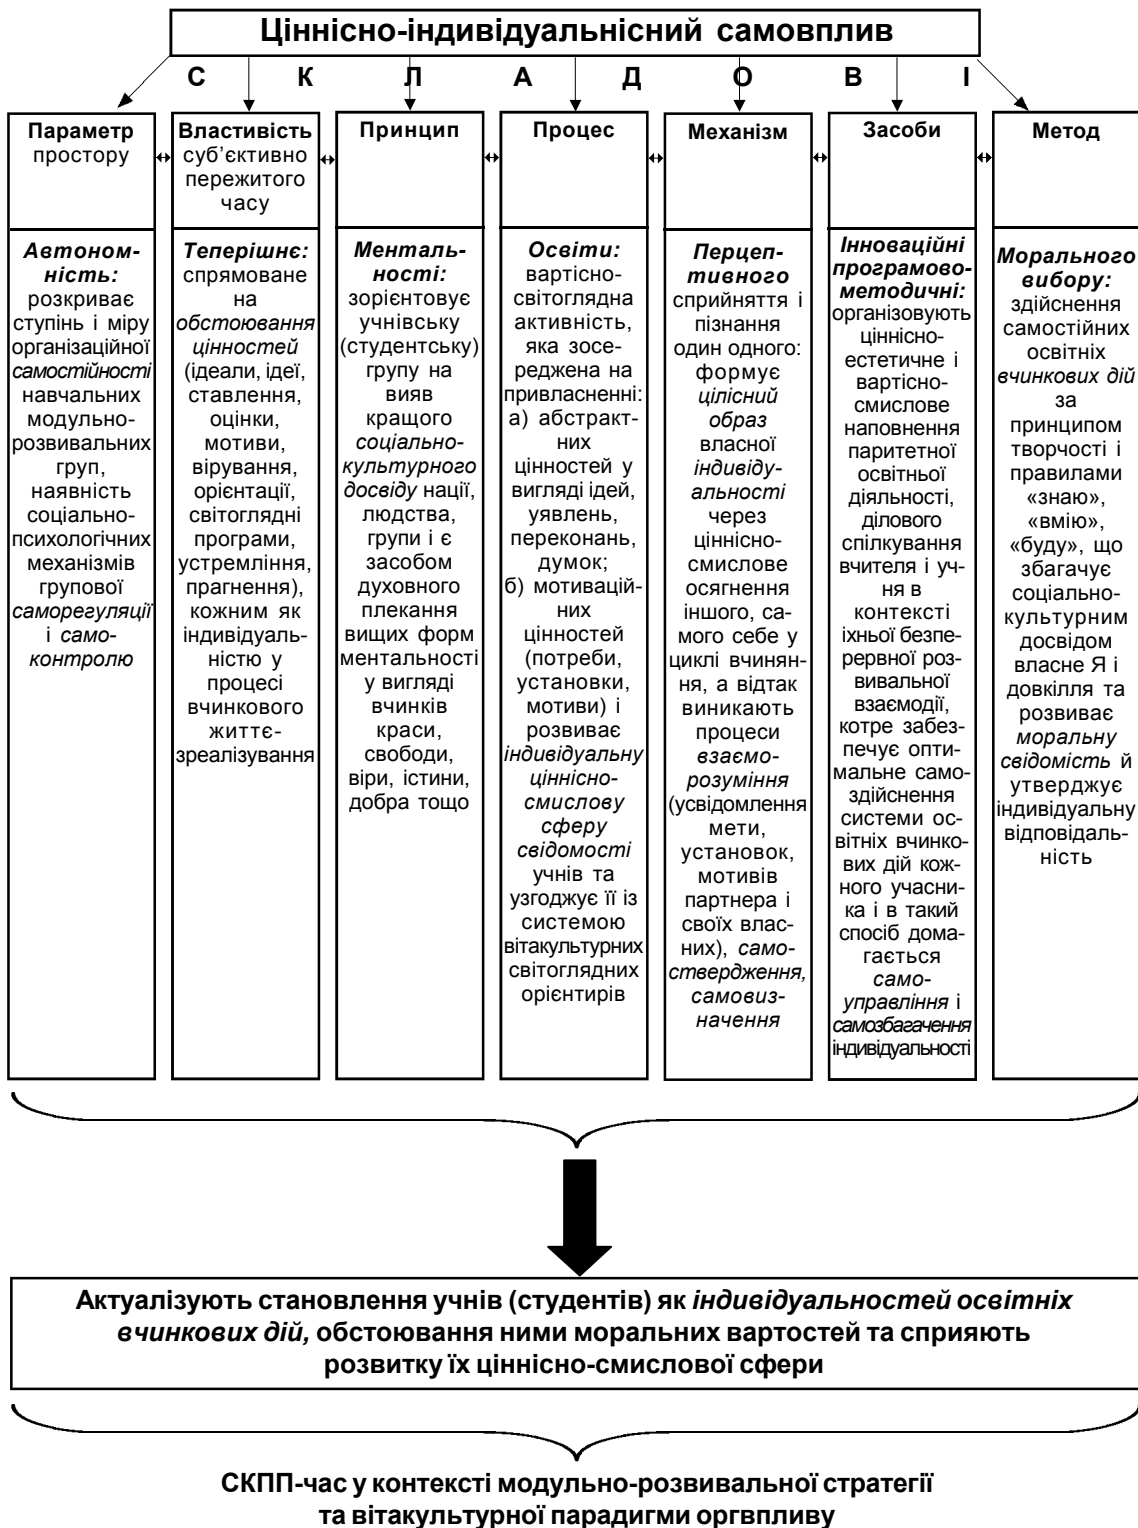 Ціннісно-індивідуальнісний самовплив
С К Л А Д О В І
Параметр
простору
Властивість
суб’єктивно
пережитого
часу
Принцип
Процес
Механізм
Засоби
Метод
Автоном-
ність:
розкриває
ступінь і міру
організаційної
самостійності
навчальних
модульно-
розвивальних
груп,
наявність
соціально-
психологічних
механізмів
групової
саморегуляції
і само-
контролю
Теперішнє:
спрямоване
на
обстоювання
цінностей
(ідеали, ідеї,
ставлення,
оцінки,
мотиви,
вірування,
орієнтації,
світоглядні
програми,
устремління,
прагнення),
кожним як
індивідуаль-
ністю у
процесі
вчинкового
життє-
зреалізування
Менталь-
ності:
зорієнтовує
учнівську
(студентську)
групу на
вияв
кращого
соціально-
культурного
досвіду нації,
людства,
групи і є
засобом
духовного
плекання
вищих форм
ментальності
у вигляді
вчинків
краси,
свободи,
віри, істини,
добра тощо
Освіти:
вартісно-
світоглядна
активність,
яка зосе-
реджена на
привласненні:
а) абстракт-
них
цінностей у
вигляді ідей,
уявлень,
переконань,
думок;
б) мотивацій-
них
цінностей
(потреби,
установки,
мотиви) і
розвиває
індивідуальну
ціннісно-
смислову
сферу
свідомості
учнів та
узгоджує її із
системою
вітакультурних
світоглядних
орієнтирів
Перцеп-
тивного
сприйняття і
пізнання
один одного:
формує
цілісний
образ
власної
індивіду-
альності
через
ціннісно-
смислове
осягнення
іншого, са-
мого себе у
циклі вчинян-
ня, а відтак
виникають
процеси
взаємо-
розуміння
(усвідомлення
мети,
установок,
мотивів
партнера і
своїх влас-
них), само-
ствердження,
самовиз-
начення
Інноваційні
програмово-
методичні:
організовують
ціннісно-
естетичне і
вартісно-
смислове
наповнення
паритетної
освітньої
діяльності,
ділового
спілкування
вчителя і уч-
ня в
контексті
їхньої безпе-
рервної роз-
вивальної
взаємодії,
котре забез-
печує опти-
мальне само-
здійснення
системи ос-
вітніх вчинко-
вих дій кож-
ного учасни-
ка і в такий
спосіб дома-
гається
само-
управління і
самозбагачення
індивідуальності
Морального
вибору:
здійснення
самостійних
освітніх
вчинкових дій
за
принципом
творчості і
правилами
«знаю»,
«вмію»,
«буду», що
збагачує
соціально-
культурним
досвідом
власне Я і
довкілля та
розвиває
моральну
свідомість й
утверджує
індивідуальну
відповідаль-
ність
Актуалізують становлення учнів (студентів) як індивідуальностей освітніх
вчинкових дій, обстоювання ними моральних вартостей та сприяють
розвитку їх ціннісно-смислової сфери
СКПП-час у контексті модульно-розвивальної стратегії
та вітакультурної парадигми оргвпливу